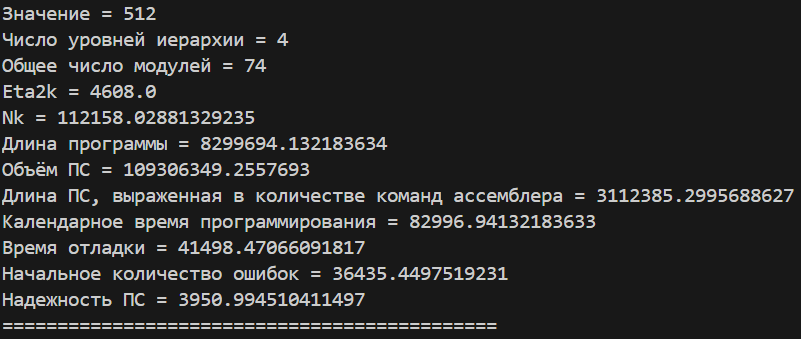 Значение = 512
Число уровней иерархии = 4
Общее число модулей = 74
Eta2k = 4608.0
Nk = 112158.02881329235
Длина программы = 8299694.132183634
Объём ПС = 109306349.2557693
Длина ПС, выраженная в количестве команд ассемблера = 3112385.2995688627
Календарное время программирования = 82996.94132183633
Время отладки = 41498.47066091817
Начальное количество ошибок = 36435.4497519231
Надежность ПС = 3950.994510411497
=============================================